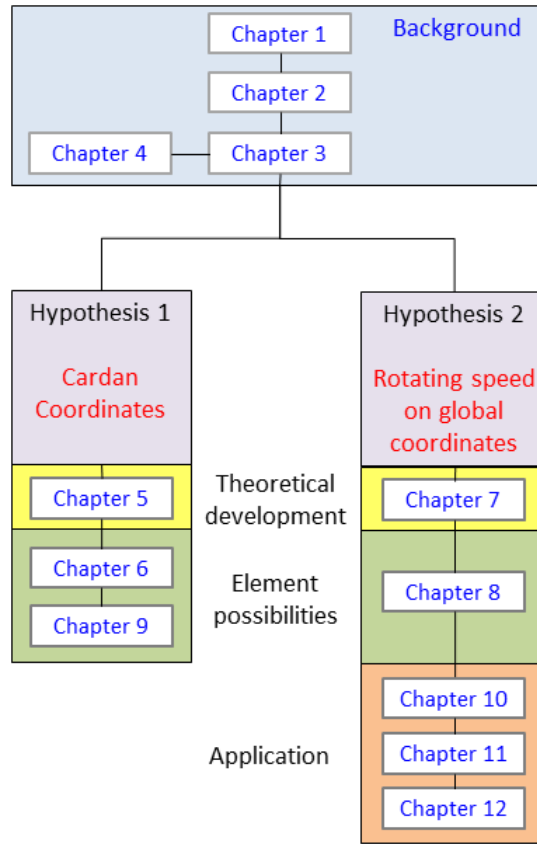 Background
Chapter 1
Chapter 2
Chapter 4
Chapter 3
Hypothesis 1
Cardan
Coordinates
Hypothesis 2
Rotating speed
on global
coordinates
Chapter 5
Theoretical
development
Chapter 7
Chapter 6
Chapter 9
Element
possibilities
Chapter 8
Application
Chapter 10
Chapter 11
Chapter 12